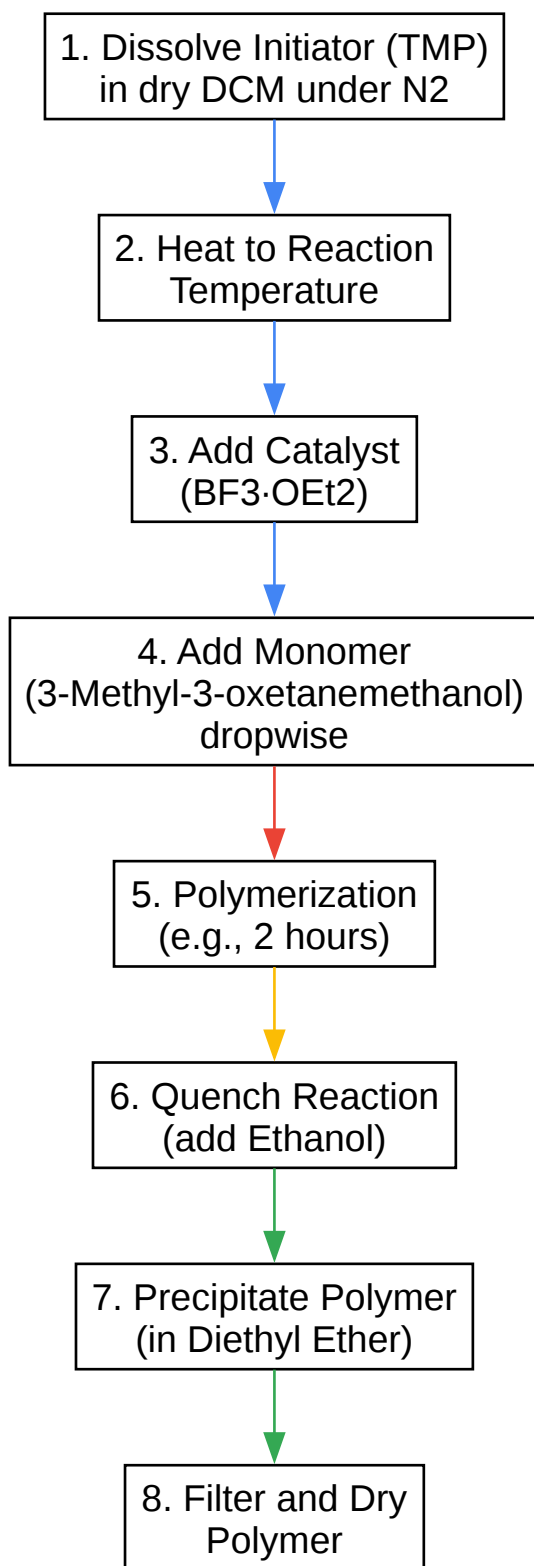 1. Dissolve Initiator (TMP)
in dry DCM under N2
2. Heat to Reaction
Temperature
3. Add Catalyst
(BF3·OEt2)
4. Add Monomer
(3-Methyl-3-oxetanemethanol)
dropwise
5. Polymerization
(e.g., 2 hours)
6. Quench Reaction
(add Ethanol)
7. Precipitate Polymer
(in Diethyl Ether)
8. Filter and Dry
Polymer